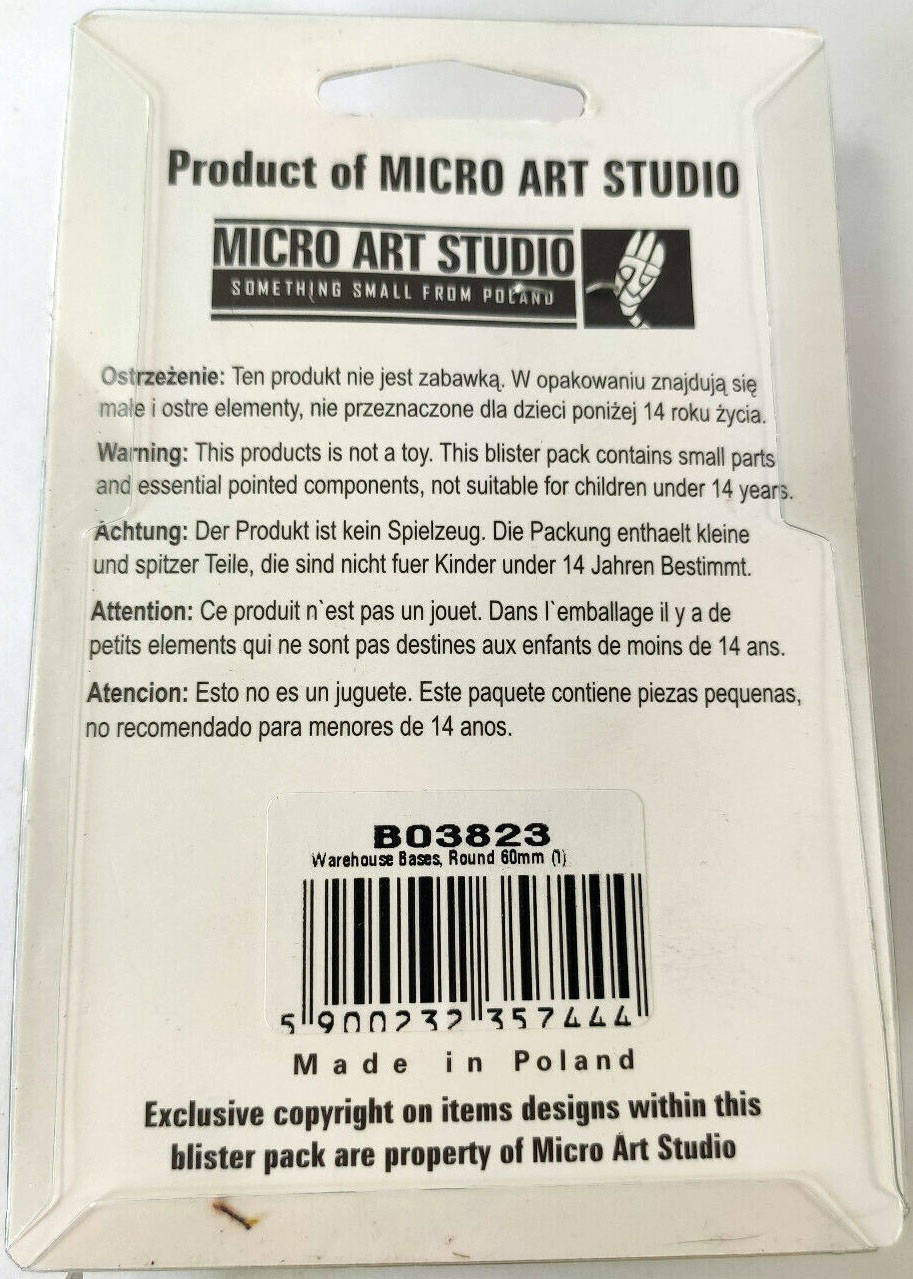 Product of MICRO ART STUDIO
MICRO ART STUDIO
SOMETHING SMALL FROM POLAND
Ostrzeżenie: Ten produkt nie jest zabawką. W opakowaniu znajdują się
małe i ostre elementy, nie przeznaczone dla dzieci poniżej 14 roku życia.
Warning: This products is not a toy. This blister pack contains small parts
and essential pointed components, not suitable for children under 14 years.
Achtung: Der Produkt ist kein Spielzeug. Die Packung enthaelt kleine
und spitzer Teile, die sind nicht fuer Kinder under 14 Jahren Bestimmt.
Attention: Ce produit n`est pas un jouet. Dans l`emballage il y a de
petits elements qui ne sont pas destines aux enfants de moins de 14 ans.
Atencion: Esto no es un juguete. Este paquete contiene piezas pequenas,
no recomendado para menores de 14 anos.
B03823
Warehouse Bases, Round 60mm (1)
5 900232 357444
Made in Poland
Exclusive copyright on items designs within this
blister pack are property of Micro Art Studio